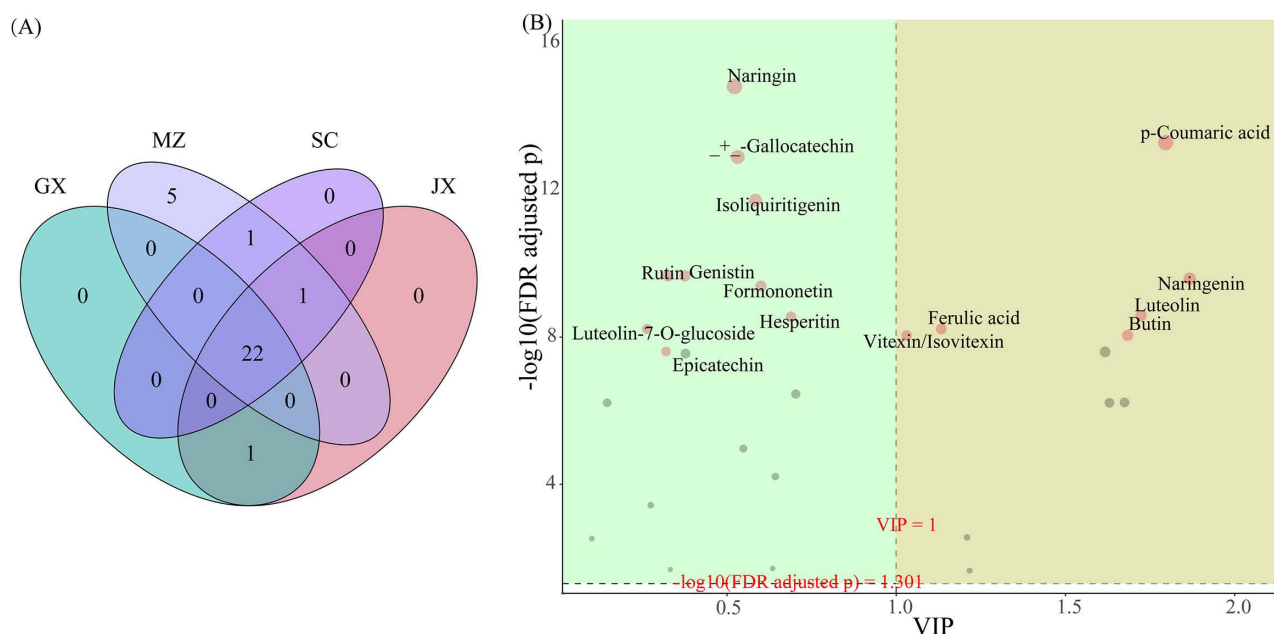 (A)
MZ
SC
GX
JX
5
0
0
1
0
0
0
1
0
22
0
0
0
0
1
(B)
16
Naringin
p-Coumaric acid
_+_-Gallocatechin
12
Isoliquiritigenin
Rutin Genistin
Naringenin
Formononetin
Luteolin
Hesperitin
Ferulic acid
Butin
Luteolin-7-O-glucoside
Vitexin/Isovitexin
8
Epicatechin
4
VIP = 1
-log10(FDR adjusted p) = 1.301
-log10(FDR adjusted p)
0.5
1.0
1.5
2.0
VIP